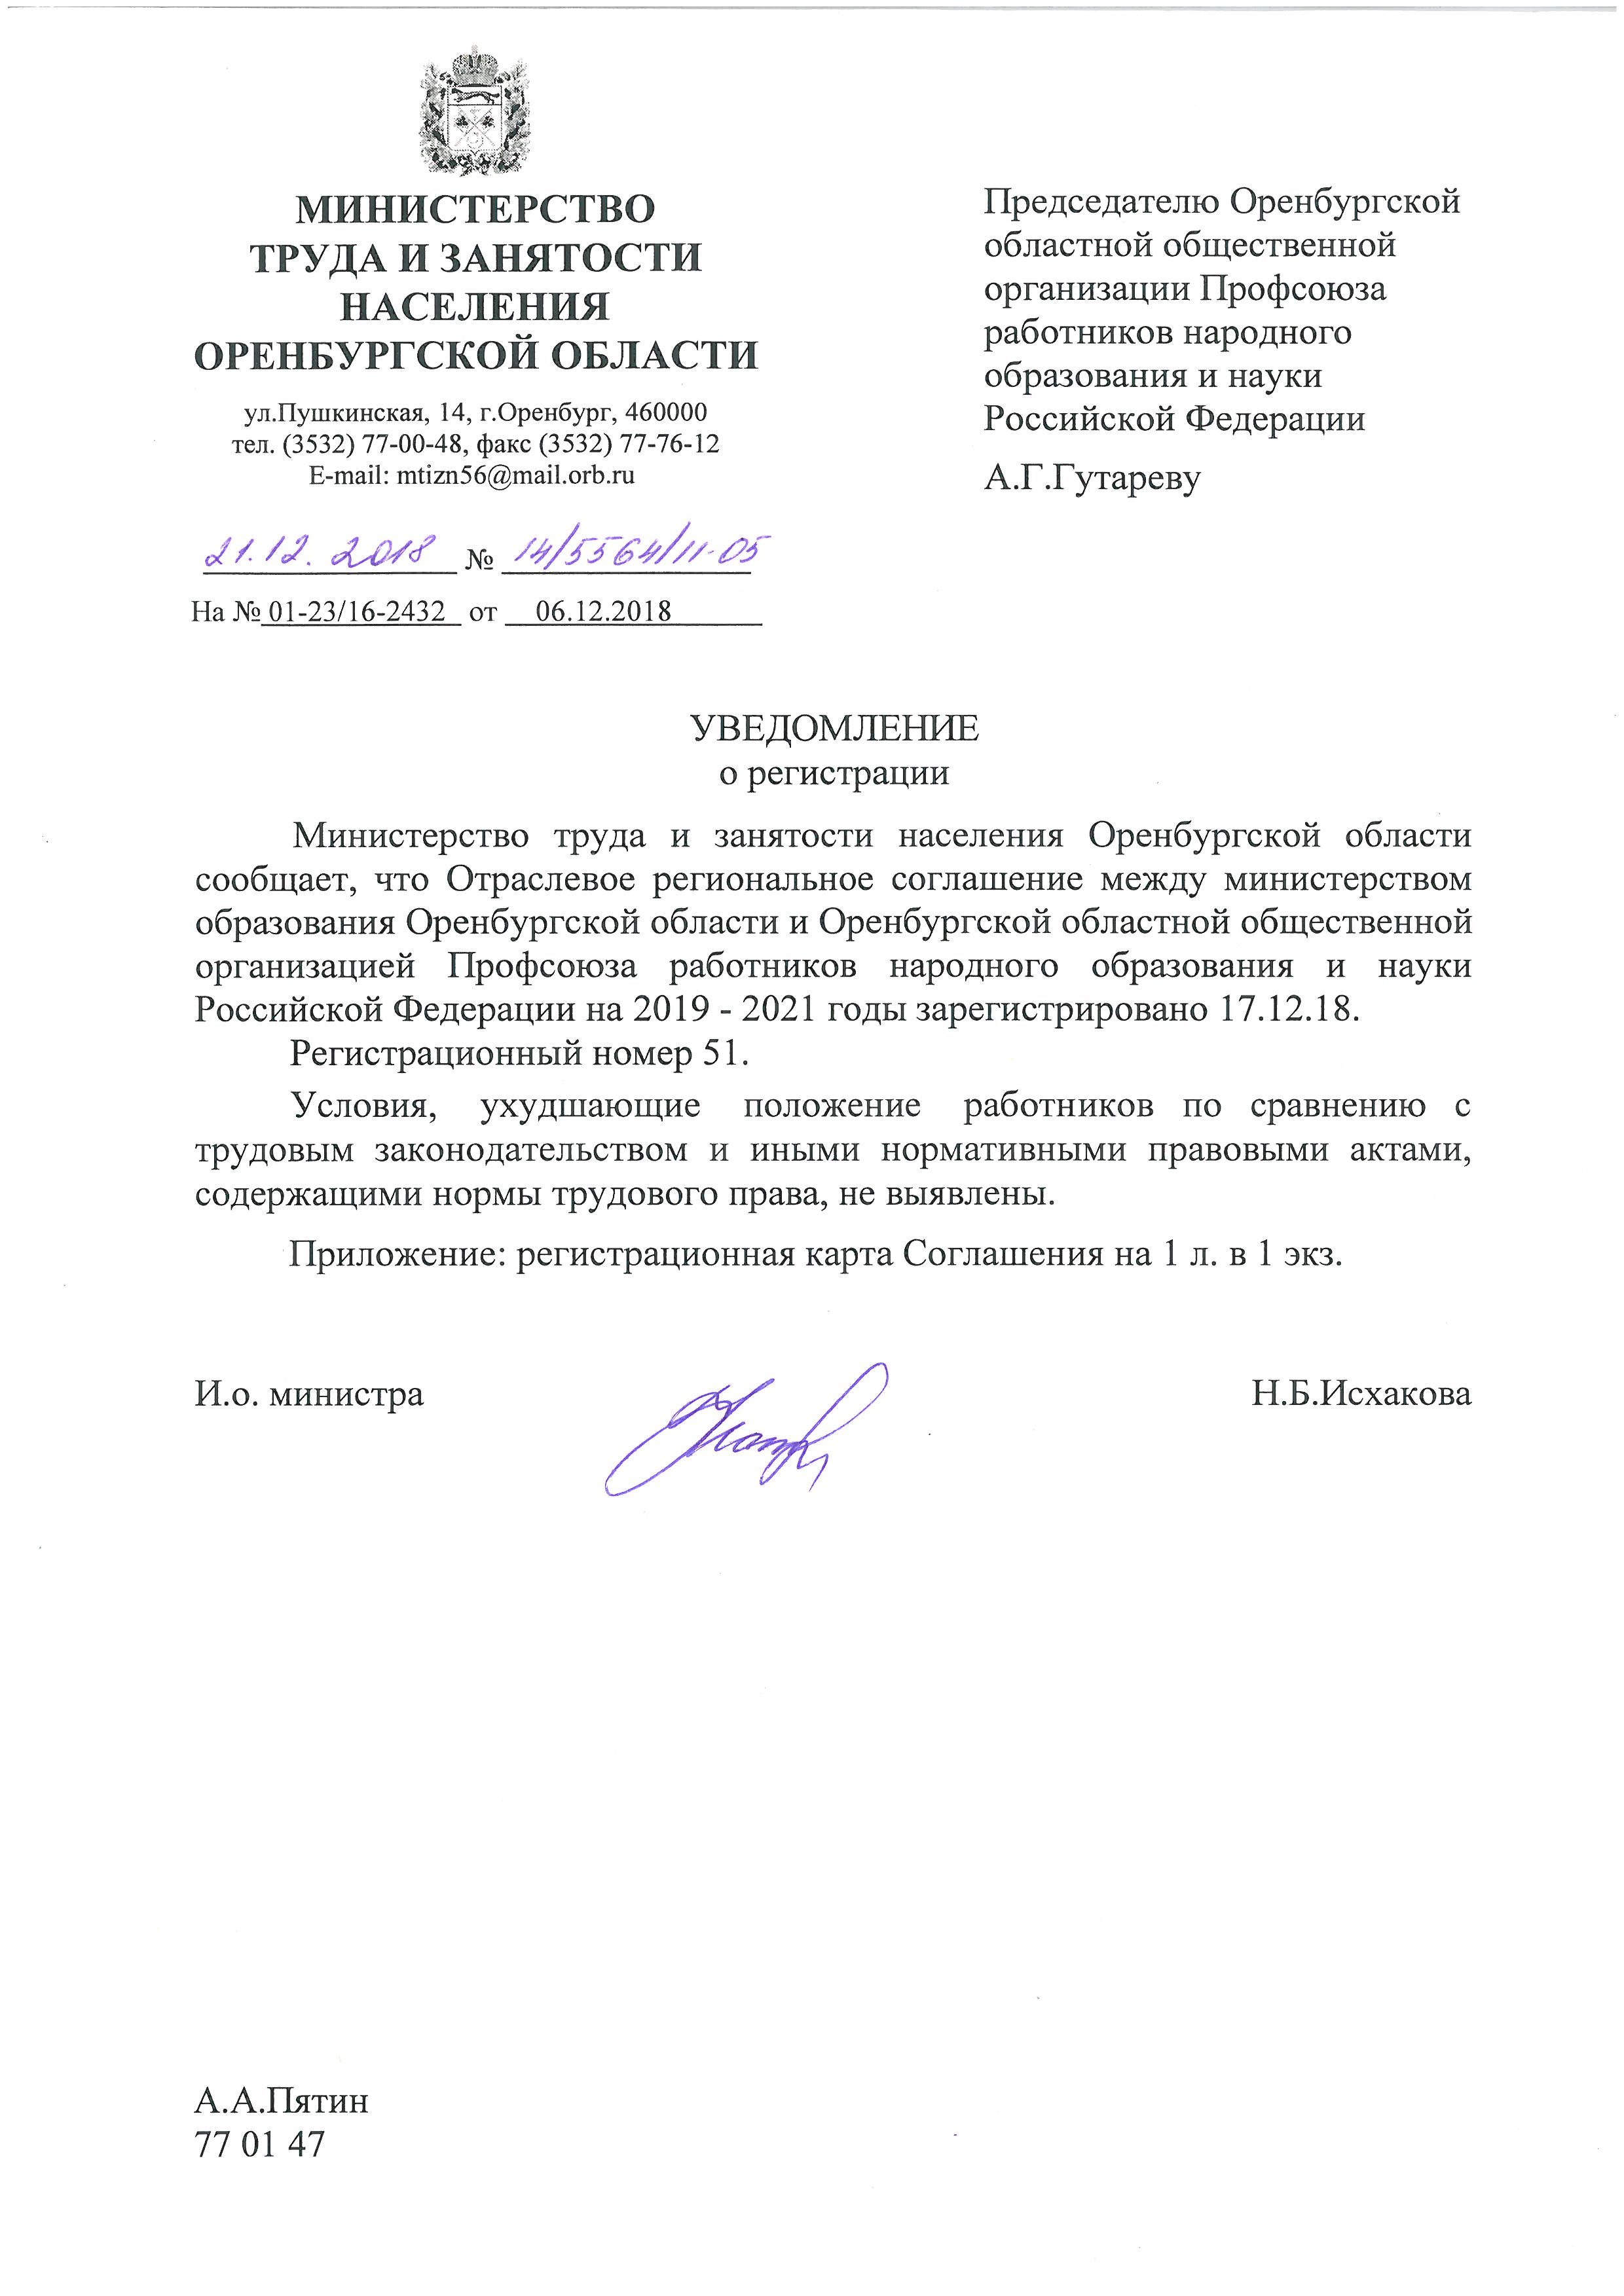 МИНИСТЕРСТВО
ТРУДА И ЗАНЯТОСТИ
НАСЕЛЕНИЯ
ОРЕНБУРГСКОЙ ОБЛАСТИ
ул.Пушкинская, 14, г.Оренбург, 460000
тел. (3532) 77-00-48, факс (3532) 77-76-12
E-mail: mtizn56@mail.orb.ru
21.12.2018 № 14/5564/11-05
На № 01-23/16-2432 от 06.12.2018
Председателю Оренбургской
областной общественной
организации Профсоюза
работников народного
образования и науки
Российской Федерации
А.Г.Гутареву
УВЕДОМЛЕНИЕ
о регистрации
Министерство труда и занятости населения Оренбургской области
сообщает, что Отраслевое региональное соглашение между министерством
образования Оренбургской области и Оренбургской областной общественной
организацией Профсоюза работников народного образования и науки
Российской Федерации на 2019 - 2021 годы зарегистрировано 17.12.18.
Регистрационный номер 51.
Условия, ухудшающие положение работников по сравнению с
трудовым законодательством и иными нормативными правовыми актами,
содержащими нормы трудового права, не выявлены.
Приложение: регистрационная карта Соглашения на 1 л. в 1 экз.
И.о. министра Н.Б.Исхакова
А.А.Пятин
77 01 47